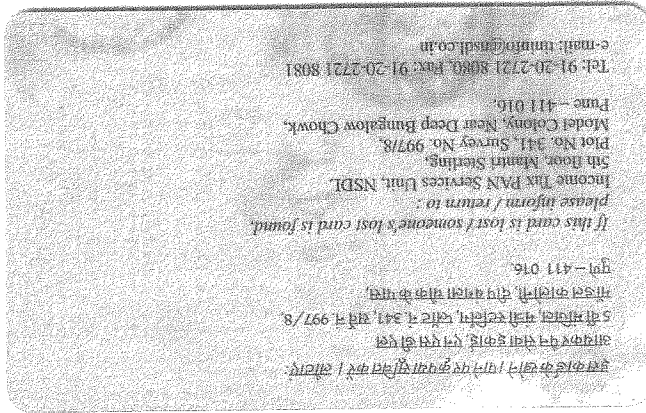 इस कार्ड के खोने / पाने पर कृपया सूचित करें / लौटाएं:
आयकर पैन सेवा इकाई, एन एस डी एल
5 वी मंजिल, मंत्री स्टर्लिंग, प्लॉट नं. 341, सर्वे नं. 997/8,
मॉडल कालोनी, दीप बंगला चौक के पास,
पुणे – 411 016.
If this card is lost / someone's lost card is found,
please inform / return to :
Income Tax PAN Services Unit, NSDL
5th floor, Mantri Sterling,
Plot No. 341, Survey No. 997/8,
Model Colony, Near Deep Bungalow Chowk,
Pune – 411 016.
Tel: 91-20-2721 8080, Fax: 91-20-2721 8081
e-mail: tininfo@nsdl.co.in